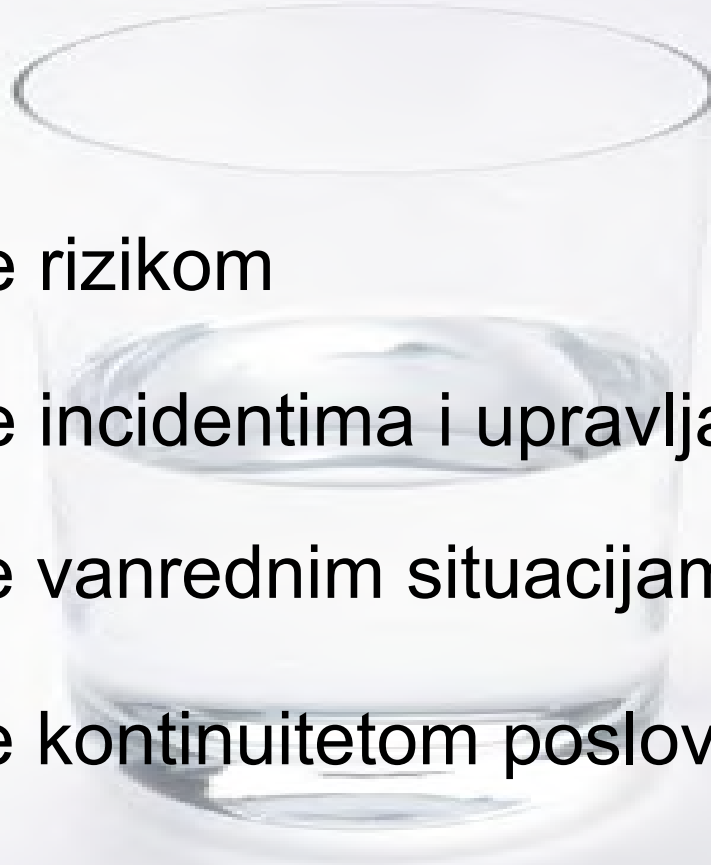 e rizikom
e incidentima i upravlja
e vanrednim situacijam
e kontinuitetom poslov